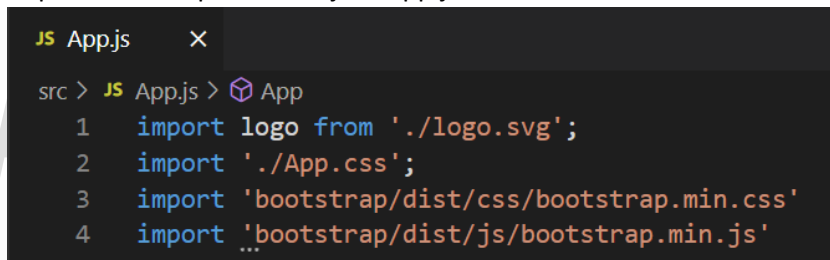 JS App.js ×
src > JS App.js > App
1 import logo from './logo.svg';
2 import './App.css';
3 import 'bootstrap/dist/css/bootstrap.min.css'
4 import 'bootstrap/dist/js/bootstrap.min.js'